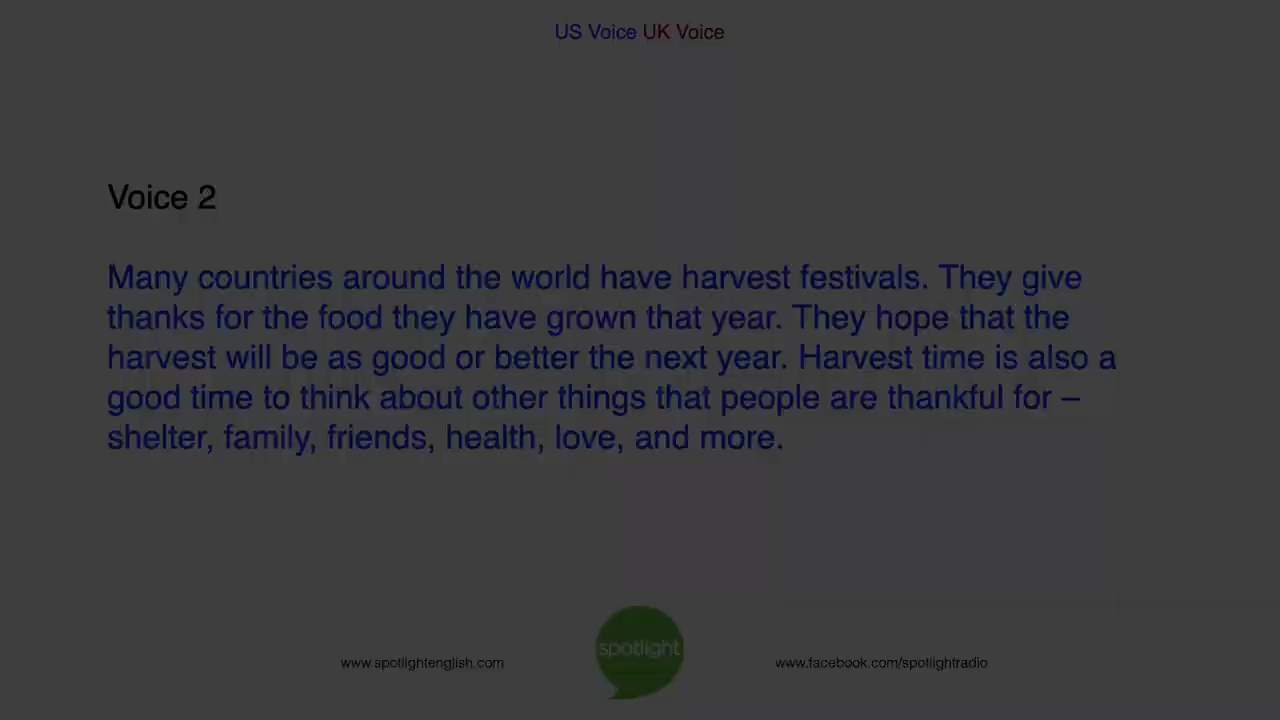 US Voice UK Voice
Voice 2
Many countries around the world have harvest festivals. They give
thanks for the food they have grown that year. They hope that the
harvest will be as good or better the next year. Harvest time is also a
good time to think about other things that people are thankful for –
shelter, family, friends, health, love, and more.
spotlight
www.spotlightenglish.com
www.facebook.com/spotlightradio